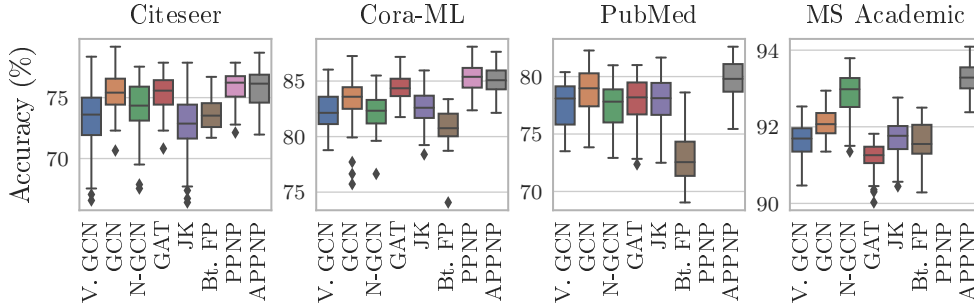 Citeseer
Cora-ML
PubMed
MS Academic
Accuracy (%)
75
70
85
80
75
80
75
70
94
92
90
V. GCN
GCN
N-GCN
GAT
JK
Bt. FP
PPNP
APPNP
V. GCN
GCN
N-GCN
GAT
JK
Bt. FP
PPNP
APPNP
V. GCN
GCN
N-GCN
GAT
JK
Bt. FP
PPNP
APPNP
V. GCN
GCN
N-GCN
GAT
JK
Bt. FP
PPNP
APPNP